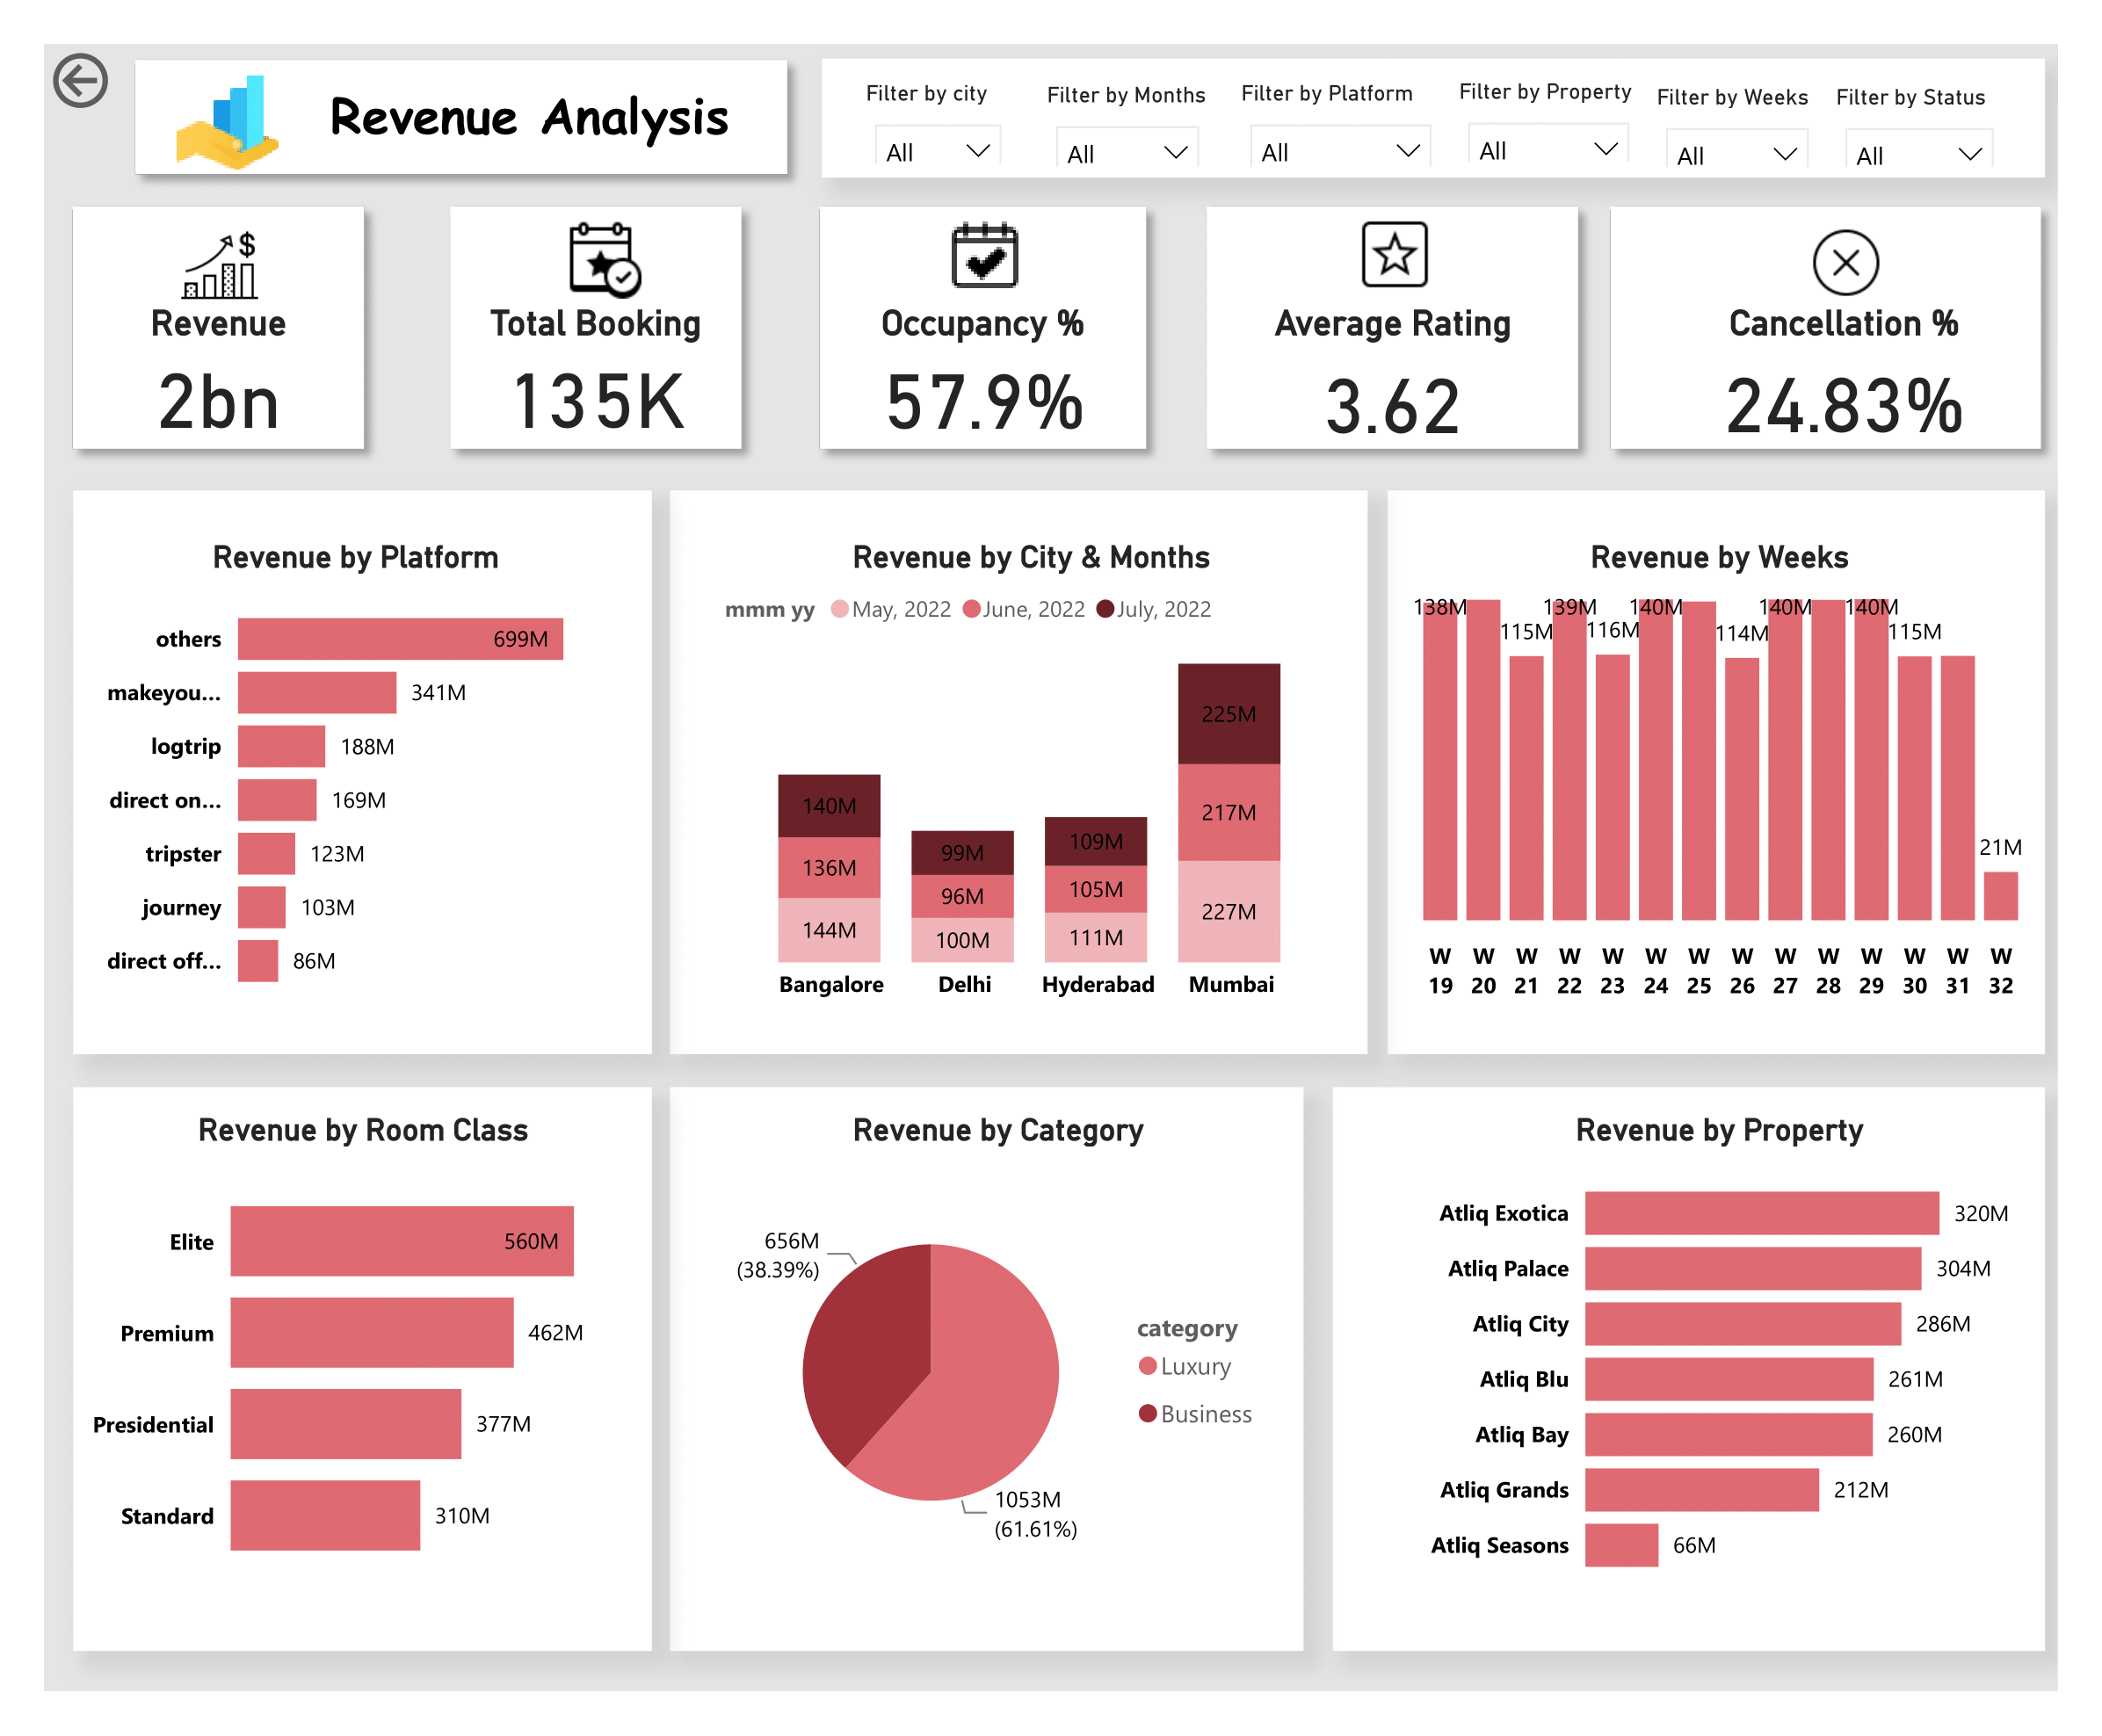 Revenue Analysis
Filter by city
Filter by Months
Filter by Platform
Filter by Property
Filter by Weeks
Filter by Status
All
All
All
All
All
All
$
Revenue
2bn
Total Booking
135K
Occupancy %
57.9%
Average Rating
3.62
Cancellation %
24.83%
Revenue by Platform
others 699M
makeyou... 341M
logtrip 188M
direct on... 169M
tripster 123M
journey 103M
direct off... 86M
Revenue by City & Months
mmm yy May, 2022 June, 2022 July, 2022
225M
140M 217M
99M 109M
136M 96M 105M
144M 100M 111M 227M
Bangalore Delhi Hyderabad Mumbai
Revenue by Weeks
138M 139M 140M 140M 140M
115M 116M 114M 115M
21M
W W W W W W W W W W W W W W
19 20 21 22 23 24 25 26 27 28 29 30 31 32
Revenue by Room Class
Elite 560M
Premium 462M
Presidential 377M
Standard 310M
Revenue by Category
656M
(38.39%)
1053M
(61.61%)
category
Luxury
Business
Revenue by Property
Atliq Exotica 320M
Atliq Palace 304M
Atliq City 286M
Atliq Blu 261M
Atliq Bay 260M
Atliq Grands 212M
Atliq Seasons 66M